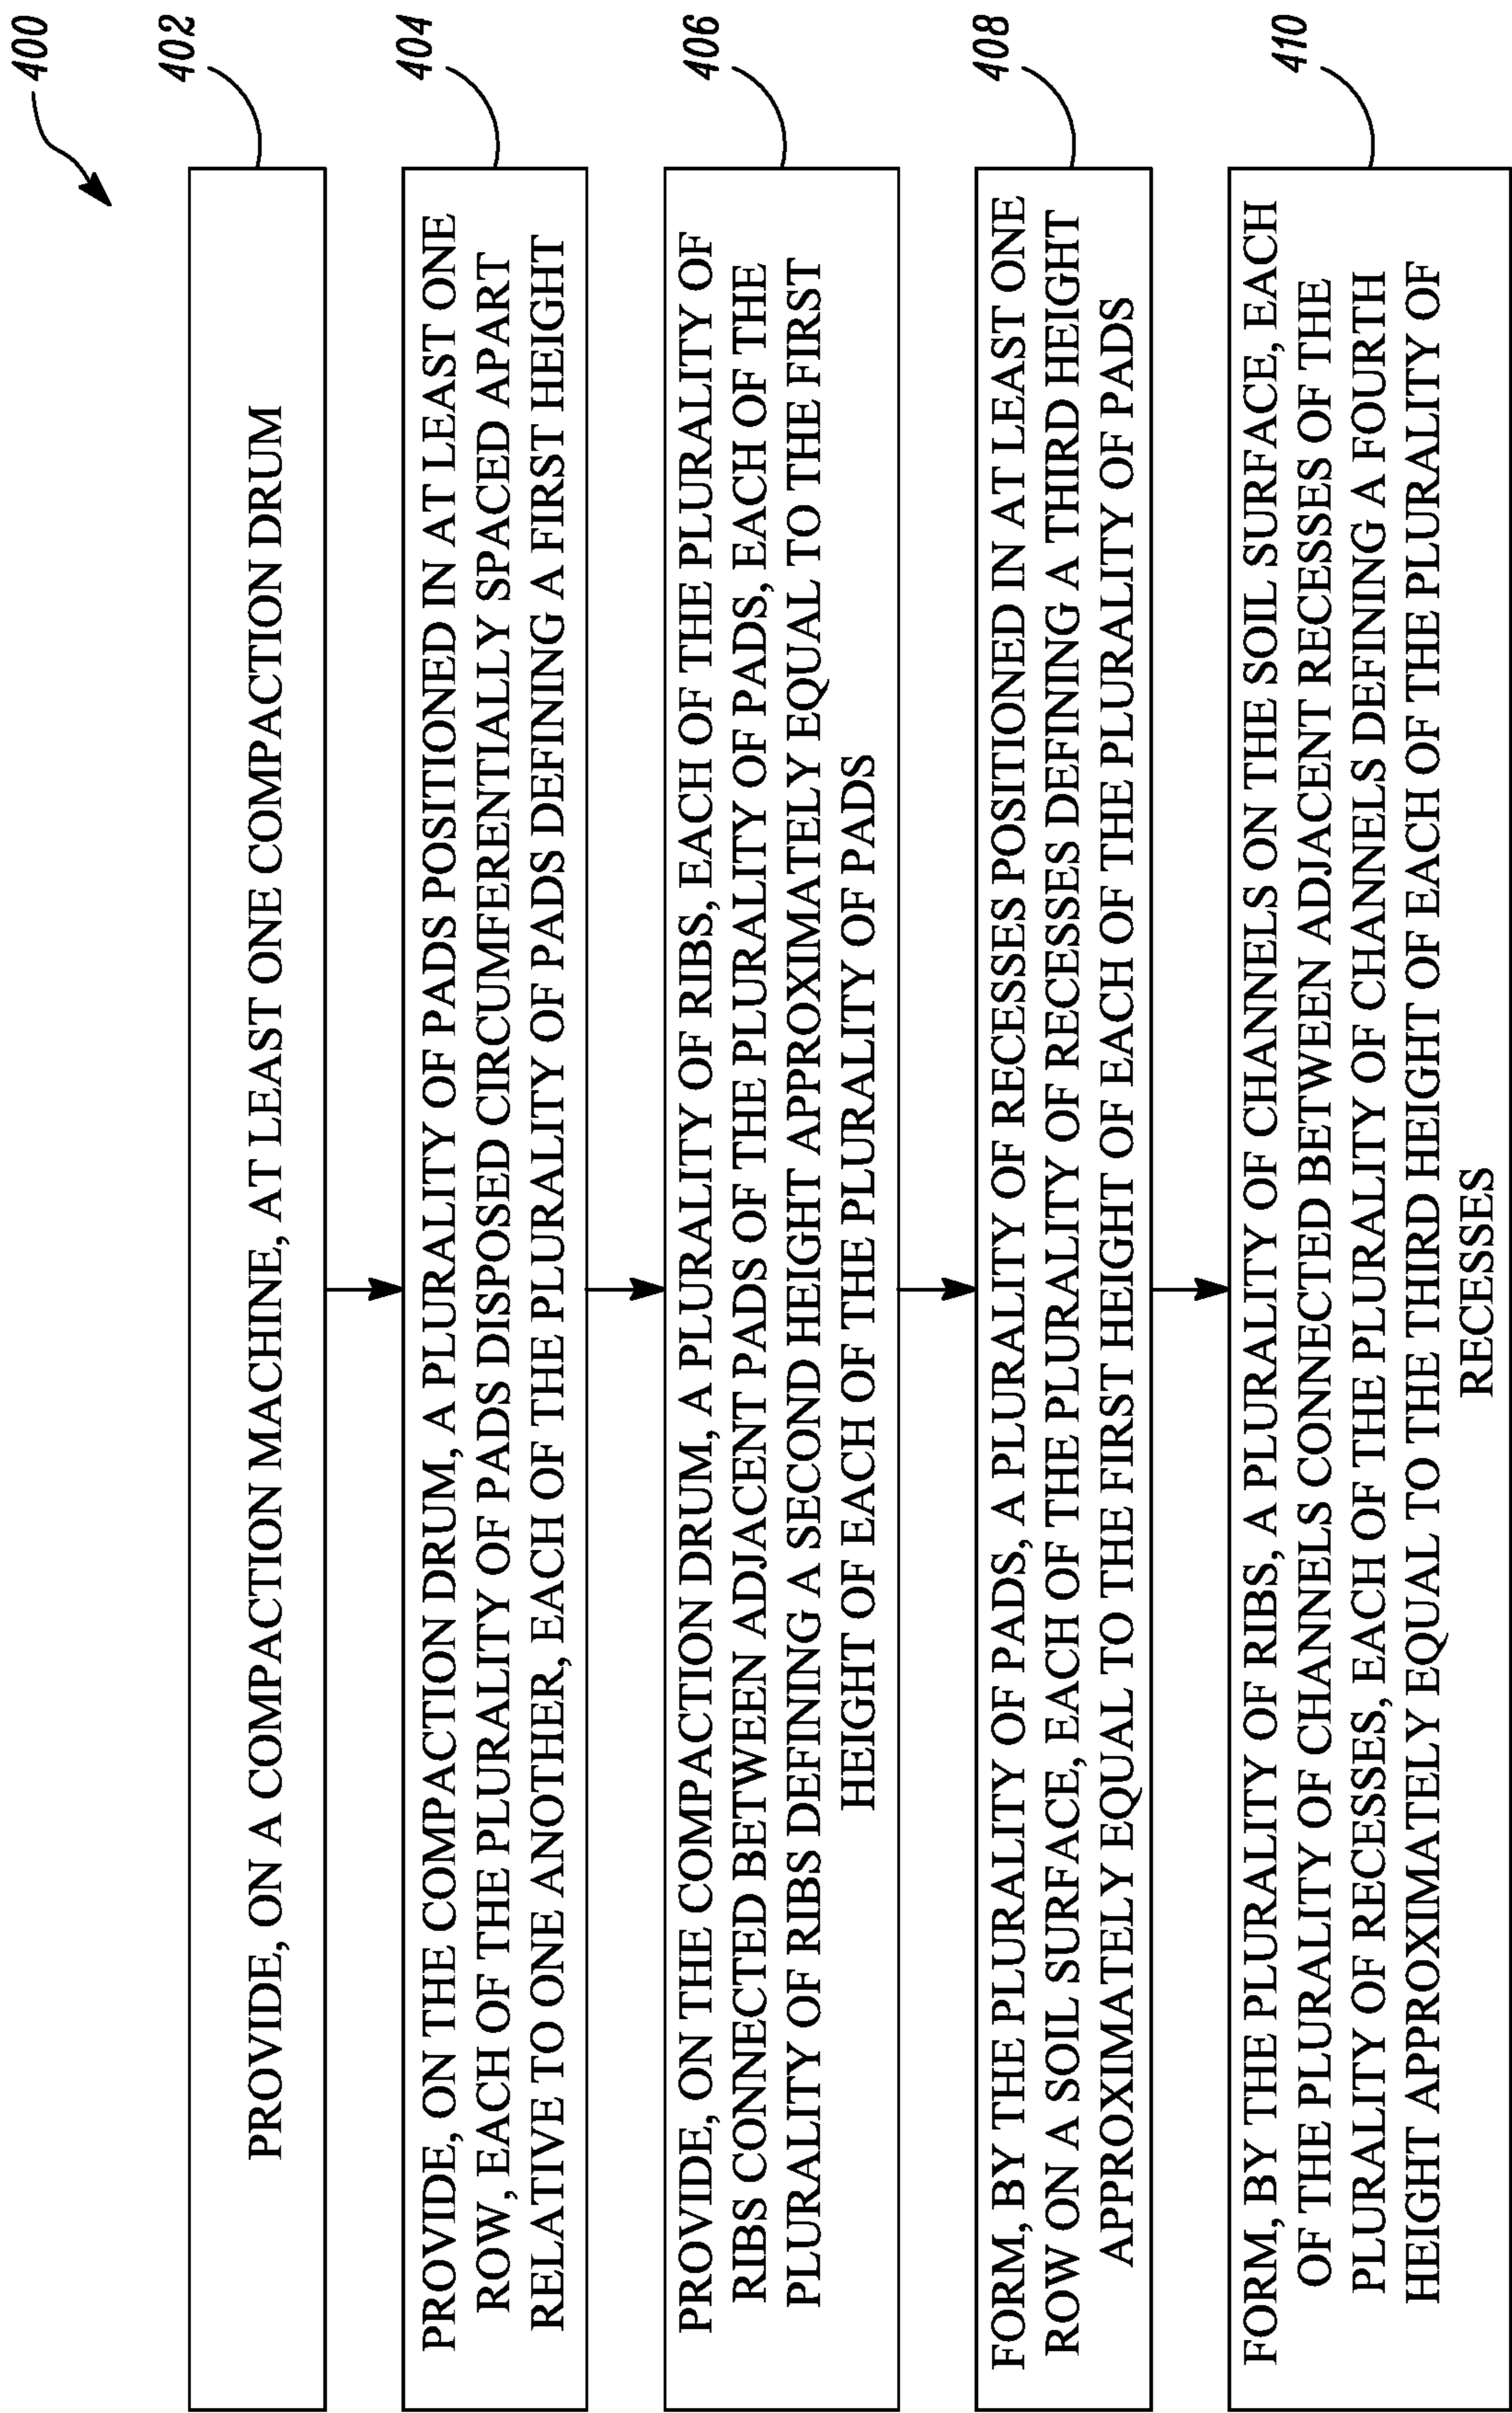 400
402
PROVIDE, ON A COMPACTION MACHINE, AT LEAST ONE COMPACTION DRUM
404
PROVIDE, ON THE COMPACTION DRUM, A PLURALITY OF PADS POSITIONED IN AT LEAST ONE
ROW, EACH OF THE PLURALITY OF PADS DISPOSED CIRCUMFERENTIALLY SPACED APART
RELATIVE TO ONE ANOTHER, EACH OF THE PLURALITY OF PADS DEFINING A FIRST HEIGHT
406
PROVIDE, ON THE COMPACTION DRUM, A PLURALITY OF RIBS, EACH OF THE PLURALITY OF
RIBS CONNECTED BETWEEN ADJACENT PADS OF THE PLURALITY OF PADS, EACH OF THE
PLURALITY OF RIBS DEFINING A SECOND HEIGHT APPROXIMATELY EQUAL TO THE FIRST
HEIGHT OF EACH OF THE PLURALITY OF PADS
408
FORM, BY THE PLURALITY OF PADS, A PLURALITY OF RECESSES POSITIONED IN AT LEAST ONE
ROW ON A SOIL SURFACE, EACH OF THE PLURALITY OF RECESSES DEFINING A THIRD HEIGHT
APPROXIMATELY EQUAL TO THE FIRST HEIGHT OF EACH OF THE PLURALITY OF PADS
410
FORM, BY THE PLURALITY OF RIBS, A PLURALITY OF CHANNELS ON THE SOIL SURFACE, EACH
OF THE PLURALITY OF CHANNELS CONNECTED BETWEEN ADJACENT RECESSES OF THE
PLURALITY OF RECESSES, EACH OF THE PLURALITY OF CHANNELS DEFINING A FOURTH
HEIGHT APPROXIMATELY EQUAL TO THE THIRD HEIGHT OF EACH OF THE PLURALITY OF
RECESSES